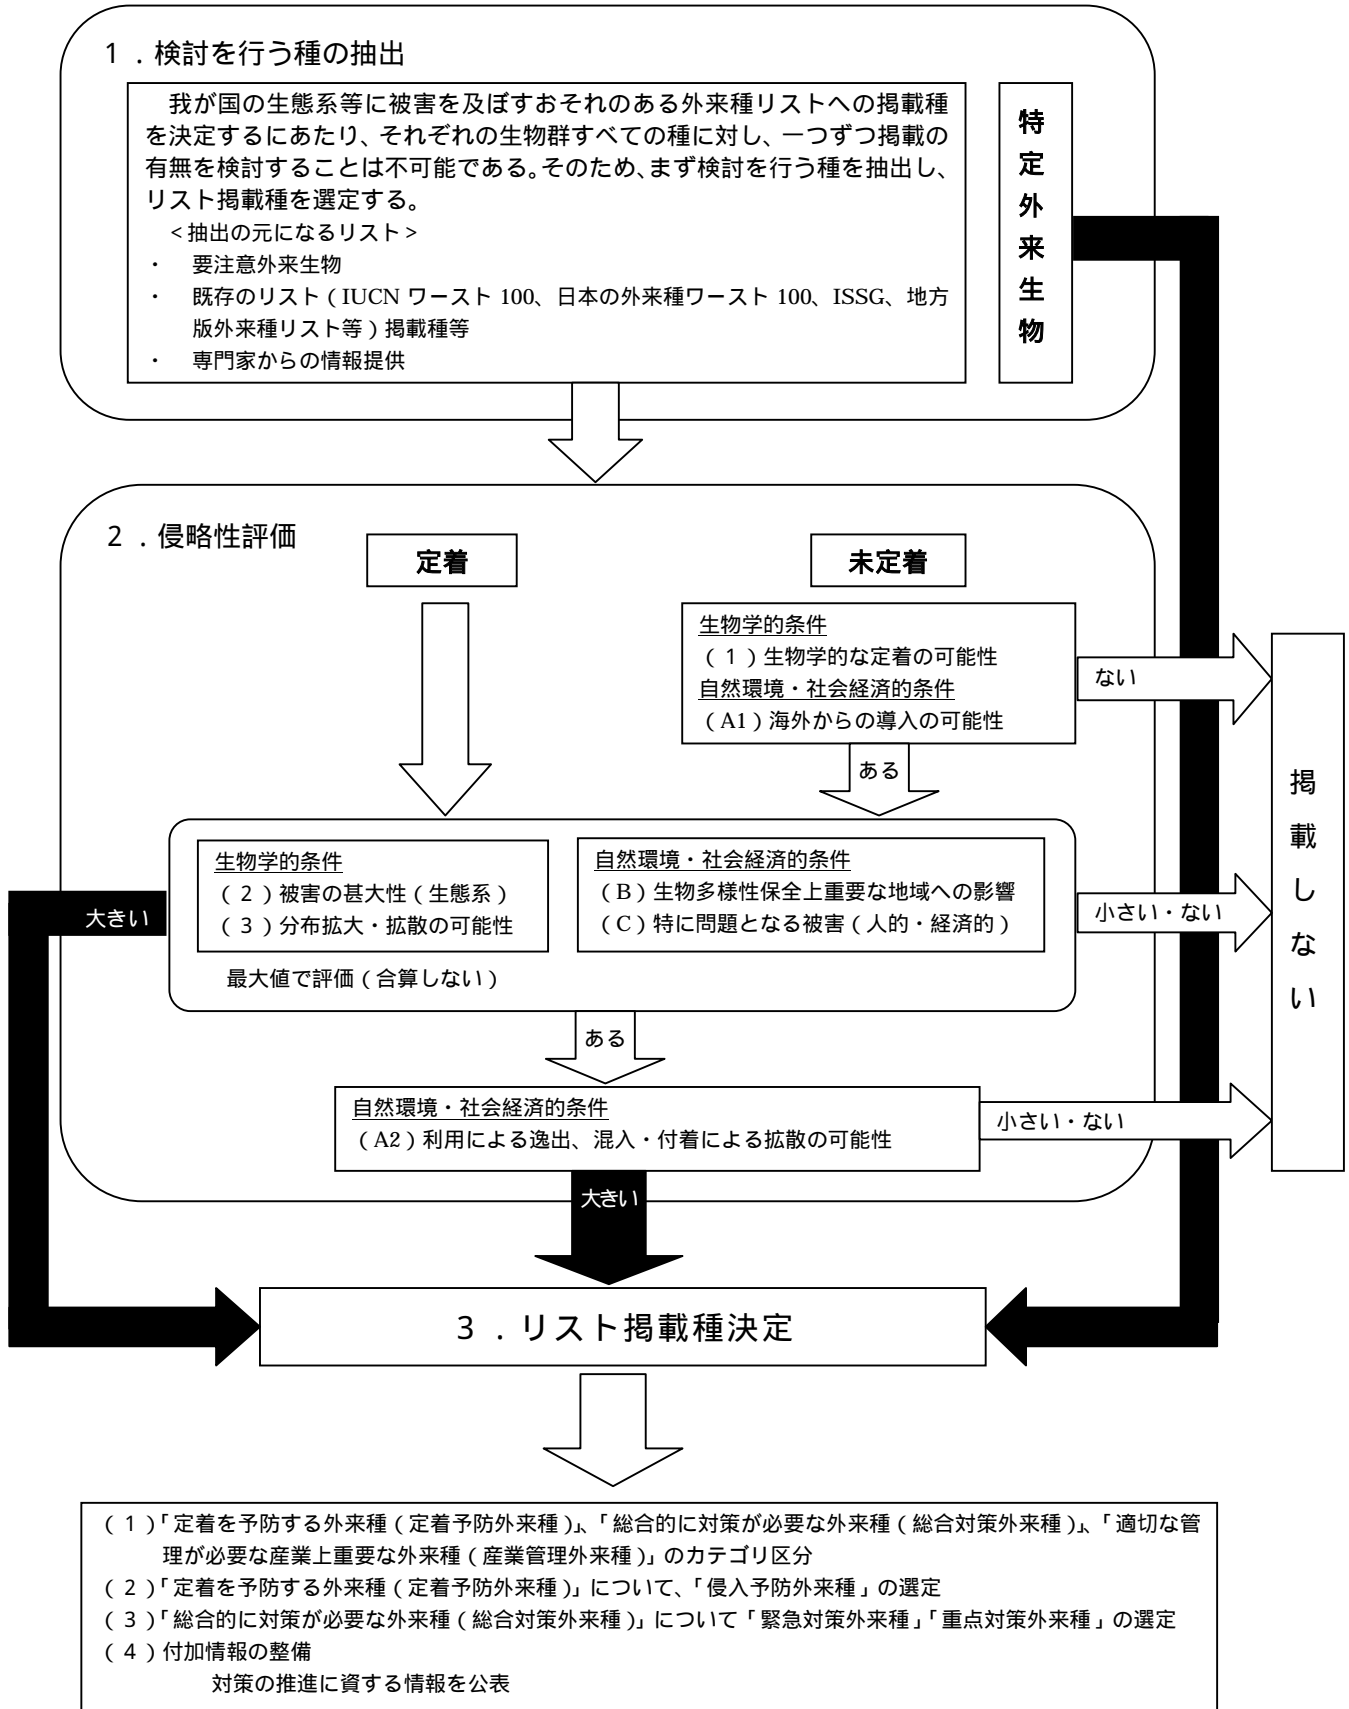 1．検討を行う種の抽出
我が国の生態系等に被害を及ぼすおそれのある外来種リストへの掲載種
を決定するにあたり、それぞれの生物群すべての種に対し、一つずつ掲載の
有無を検討することは不可能である。そのため、まず検討を行う種を抽出し、
リスト掲載種を選定する。
<抽出の元になるリスト>
・ 要注意外来生物
・ 既存のリスト（IUCN ワースト 100、日本の外来種ワースト 100、ISSG、地方
版外来種リスト等）掲載種等
・ 専門家からの情報提供
特定外来生物
2．侵略性評価
定着
未定着
生物学的条件
（1）生物学的な定着の可能性
自然環境・社会経済的条件
（A1）海外からの導入の可能性
ない
ある
掲載しない
生物学的条件
（2）被害の甚大性（生態系）
（3）分布拡大・拡散の可能性
自然環境・社会経済的条件
（B）生物多様性保全上重要な地域への影響
（C）特に問題となる被害（人的・経済的）
最大値で評価（合算しない）
大きい
小さい・ない
ある
自然環境・社会経済的条件
（A2）利用による逸出、混入・付着による拡散の可能性
小さい・ない
大きい
3．リスト掲載種決定
（1）「定着を予防する外来種（定着予防外来種）」、「総合的に対策が必要な外来種（総合対策外来種）」、「適切な管
理が必要な産業上重要な外来種（産業管理外来種）」のカテゴリ区分
（2）「定着を予防する外来種（定着予防外来種）」について、「侵入予防外来種」の選定
（3）「総合的に対策が必要な外来種（総合対策外来種）」について「緊急対策外来種」「重点対策外来種」の選定
（4）付加情報の整備
対策の推進に資する情報を公表